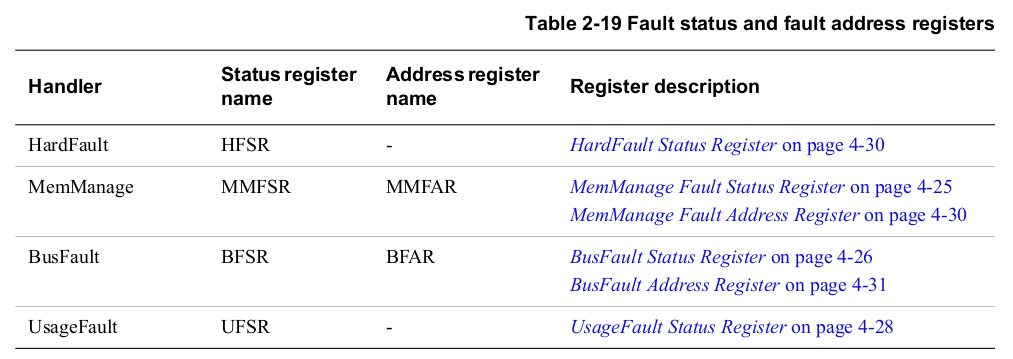 Table 2-19 Fault status and fault address registers
Handler Status register name Address register name Register description
HardFault HFSR - HardFault Status Register on page 4-30
MemManage MMFSR MMFAR MemManage Fault Status Register on page 4-25
MemManage Fault Address Register on page 4-30
BusFault BFSR BFAR BusFault Status Register on page 4-26
BusFault Address Register on page 4-31
UsageFault UFSR - UsageFault Status Register on page 4-28